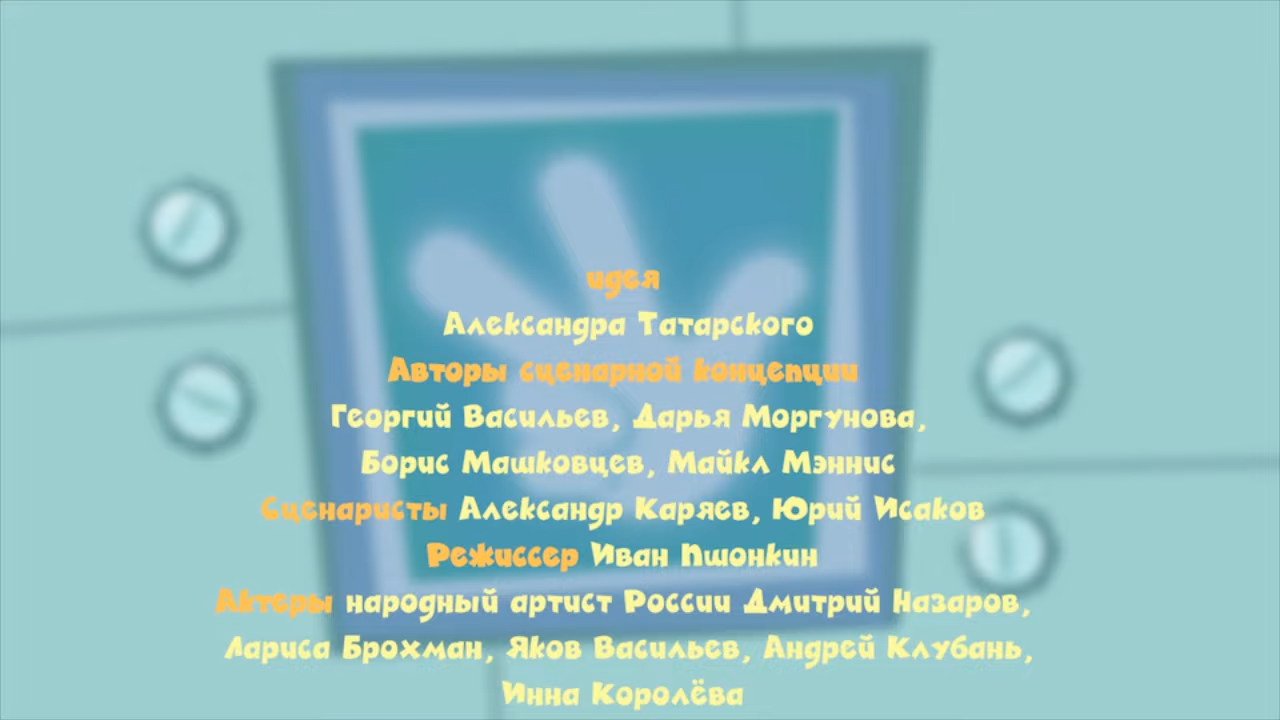 идея
Александра Татарского
Авторы сценарной концепции
Георгий Васильев, Дарья Моргунова,
Борис Машковцев, Майкл Мэннис
Сценаристы Александр Каряев, Юрий Исаков
Режиссер Иван Пшонкин
Актеры народный артист России Дмитрий Назаров,
Лариса Брохман, Яков Васильев, Андрей Клубань,
Инна Королёва